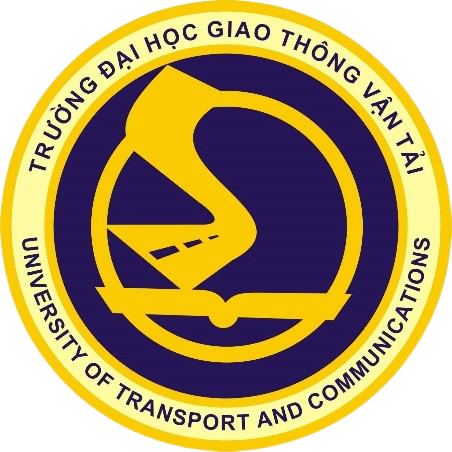 TRƯỜNG ĐẠI HỌC GIAO THÔNG VẬN TẢI
UNIVERSITY OF TRANSPORT AND COMMUNICATIONS